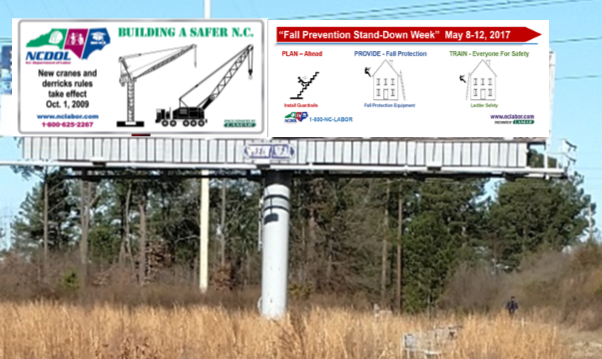 NCDOL
BUILDING A SAFER N.C.
New cranes and
derricks rules
take effect
Oct. 1, 2009
www.nclabor.com
1-800-625-2267
"Fall Prevention Stand-Down Week" May 8-12, 2017
PLAN – Ahead
PROVIDE - Fall Protection
TRAIN - Everyone For Safety
Install Guardrails
Fall Protection Equipment
Ladder Safety
1-800-NC-LABOR
www.nclabor.com
LAMAR